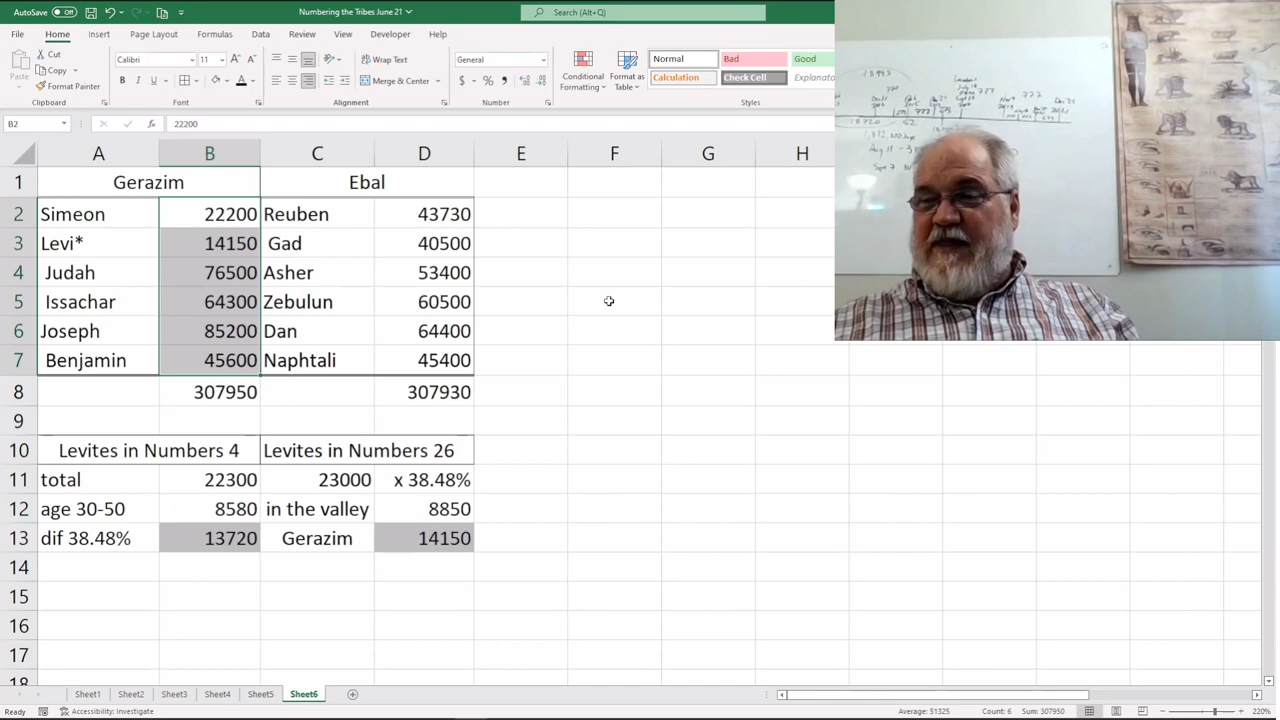 AutoSave Off Numbering the Tribes June 21 Search (Alt+Q)
File Home Insert Page Layout Formulas Data Review View Developer Help
Cut
Copy
Format Painter
Paste
Calibri 11
Wrap Text
Merge & Center
General
Conditional Formatting
Format as Table
Normal Bad Good
Calculation Check Cell Explanato
Clipboard Font Alignment Number Styles
B2 fx 22200
A B C D E F G H
1 Gerazim Ebal
2 Simeon 22200 Reuben 43730
3 Levi* 14150 Gad 40500
4 Judah 76500 Asher 53400
5 Issachar 64300 Zebulun 60500
6 Joseph 85200 Dan 64400
7 Benjamin 45600 Naphtali 45400
8 307950 307930
9
10 Levites in Numbers 4 Levites in Numbers 26
11 total 22300 23000 x 38.48%
12 age 30-50 8580 in the valley 8850
13 dif 38.48% 13720 Gerazim 14150
14
15
16
17
18
Sheet1 Sheet2 Sheet3 Sheet4 Sheet5 Sheet6
Ready Accessibility: Investigate Average: 51325 Count: 6 Sum: 307950 220%